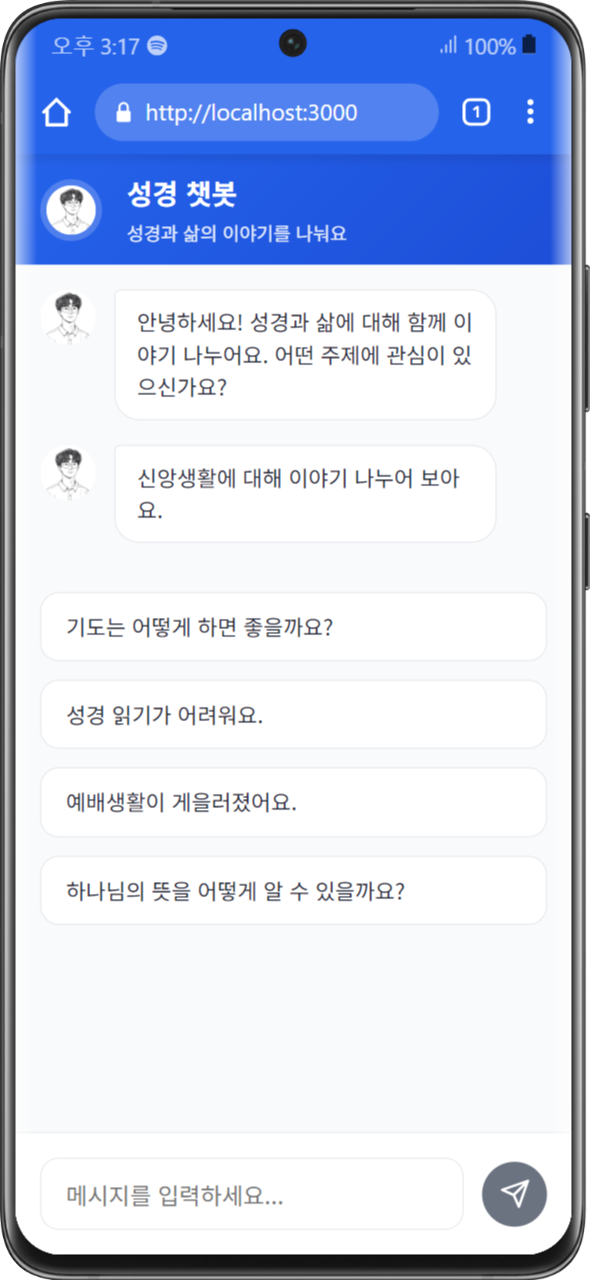 오후 3:17 100%
1
http://localhost:3000
성경 챗봇
성경과 삶의 이야기를 나눠요
안녕하세요! 성경과 삶에 대해 함께 이
야기 나누어요. 어떤 주제에 관심이 있
으신가요?
신앙생활에 대해 이야기 나누어 보아
요.
기도는 어떻게 하면 좋을까요?
성경 읽기가 어려워요.
예배생활이 게을러졌어요.
하나님의 뜻을 어떻게 알 수 있을까요?
메시지를 입력하세요...